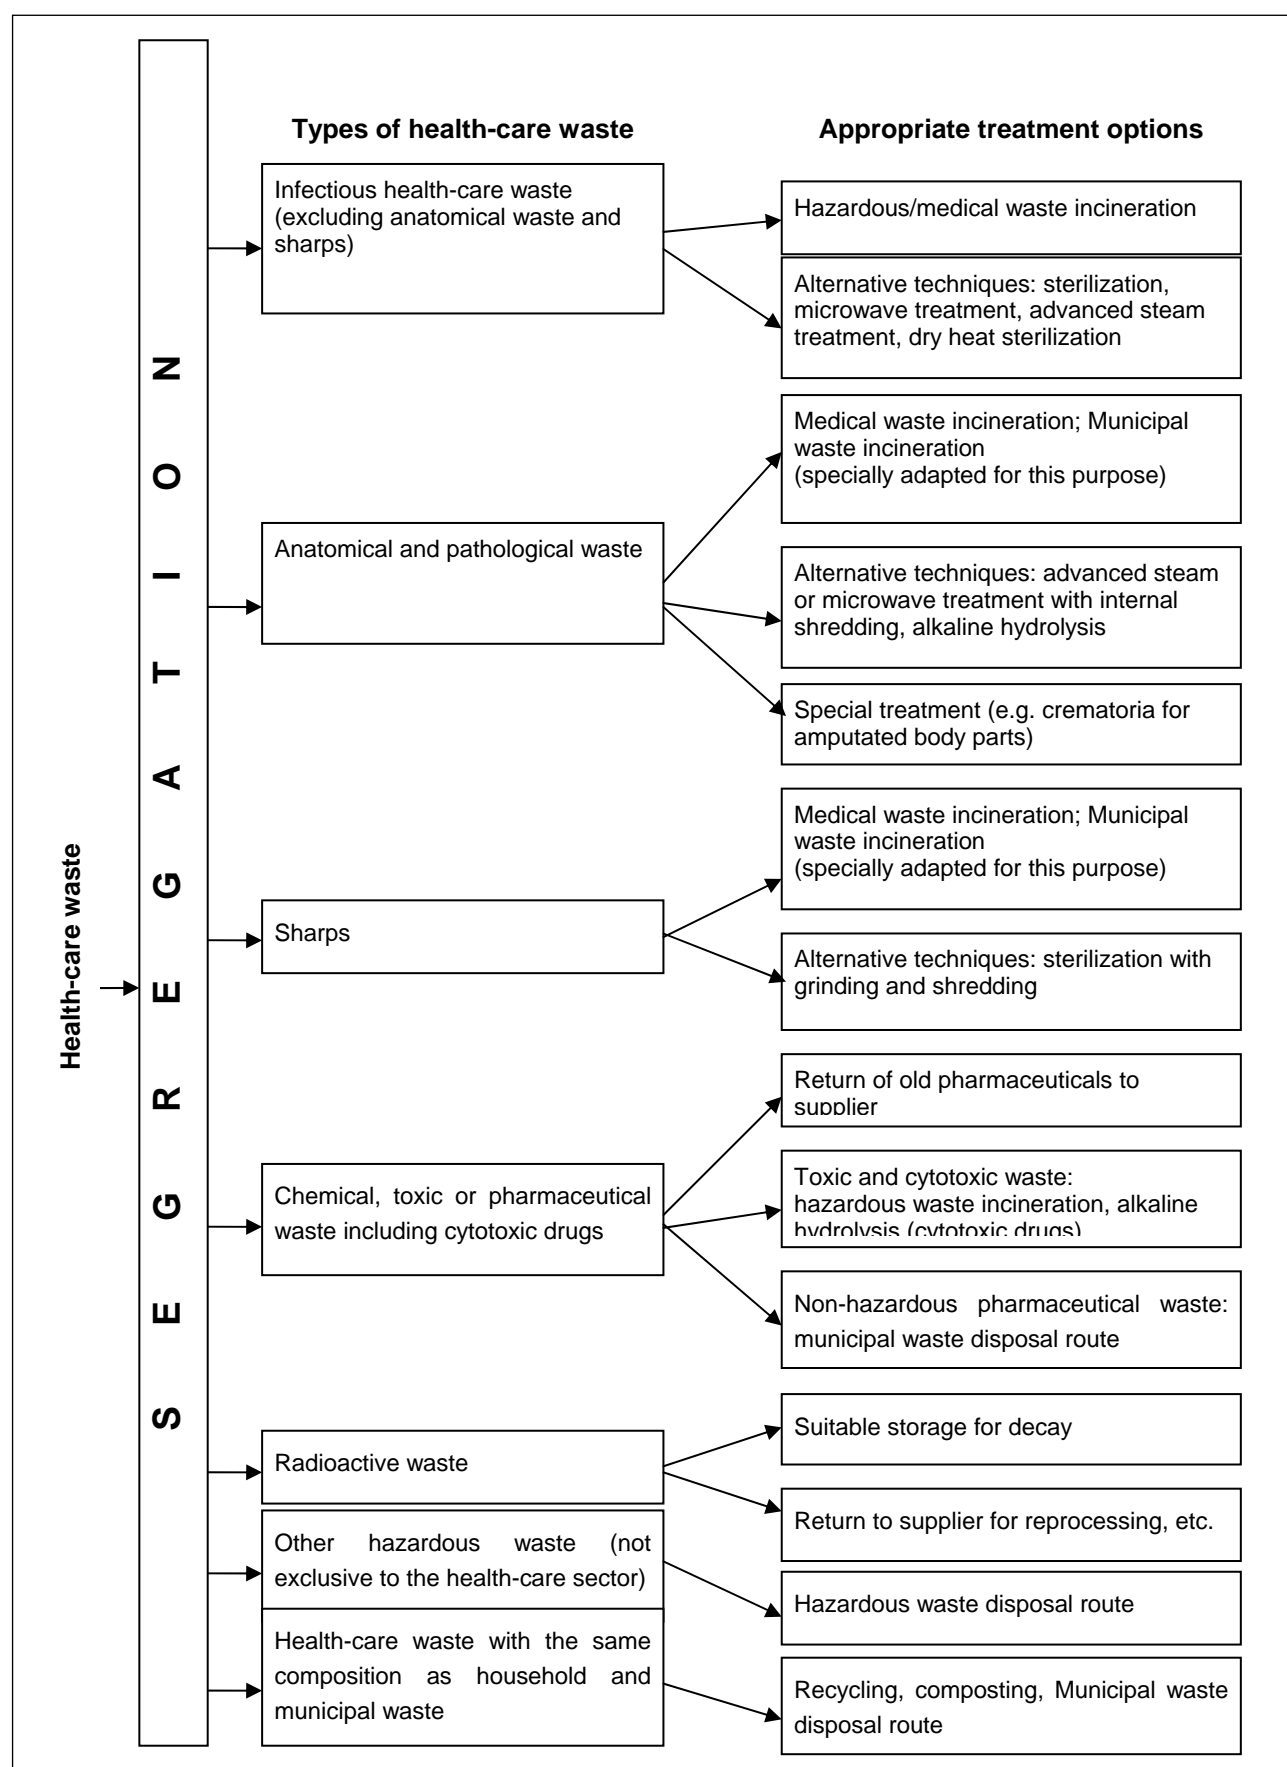 Health-care waste
SEGREGATION
Types of health-care waste
Appropriate treatment options
Infectious health-care waste
(excluding anatomical waste and
sharps)
Hazardous/medical waste incineration
Alternative techniques: sterilization,
microwave treatment, advanced steam
treatment, dry heat sterilization
Anatomical and pathological waste
Medical waste incineration; Municipal
waste incineration
(specially adapted for this purpose)
Alternative techniques: advanced steam
or microwave treatment with internal
shredding, alkaline hydrolysis
Special treatment (e.g. crematoria for
amputated body parts)
Sharps
Medical waste incineration; Municipal
waste incineration
(specially adapted for this purpose)
Alternative techniques: sterilization with
grinding and shredding
Chemical, toxic or pharmaceutical
waste including cytotoxic drugs
Return of old pharmaceuticals to
supplier
Toxic and cytotoxic waste:
hazardous waste incineration, alkaline
hydrolysis (cytotoxic drugs)
Non-hazardous pharmaceutical waste:
municipal waste disposal route
Radioactive waste
Suitable storage for decay
Return to supplier for reprocessing, etc.
Other hazardous waste (not
exclusive to the health-care sector)
Hazardous waste disposal route
Health-care waste with the same
composition as household and
municipal waste
Recycling, composting, Municipal waste
disposal route